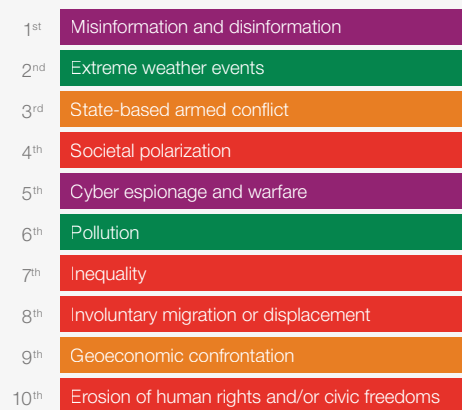 1st Misinformation and disinformation
2nd Extreme weather events
3rd State-based armed conflict
4th Societal polarization
5th Cyber espionage and warfare
6th Pollution
7th Inequality
8th Involuntary migration or displacement
9th Geoeconomic confrontation
10th Erosion of human rights and/or civic freedoms